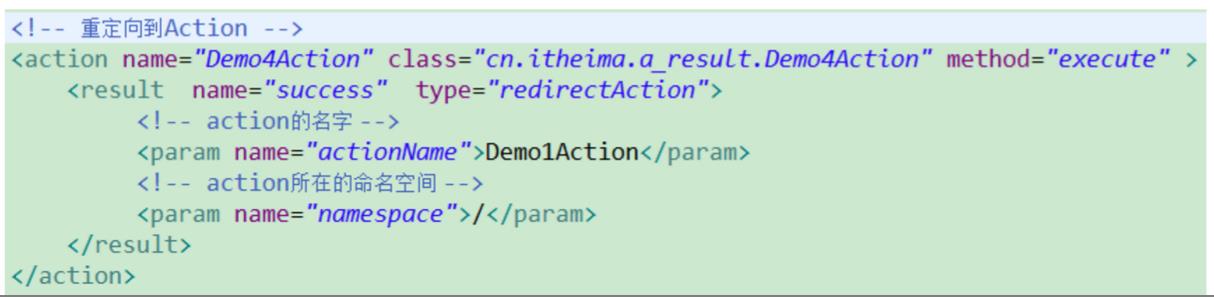 <!-- 重定向到Action -->
<action name="Demo4Action" class="cn.itheima.a_result.Demo4Action" method="execute" >
    <result  name="success"  type="redirectAction">
        <!-- action的名字 -->
        <param name="actionName">Demo1Action</param>
        <!-- action所在的命名空间 -->
        <param name="namespace">/</param>
    </result>
</action>